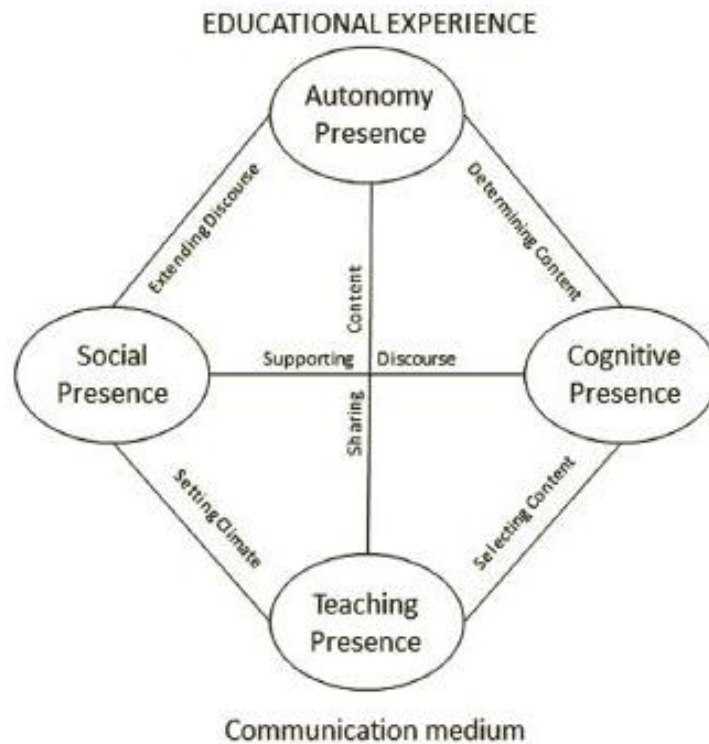 EDUCATIONAL EXPERIENCE
Autonomy
Presence
Extending Discourse
Determining Content
Sharing Content
Social
Presence
Supporting Discourse
Cognitive
Presence
Setting Climate
Selecting Content
Teaching
Presence
Communication medium